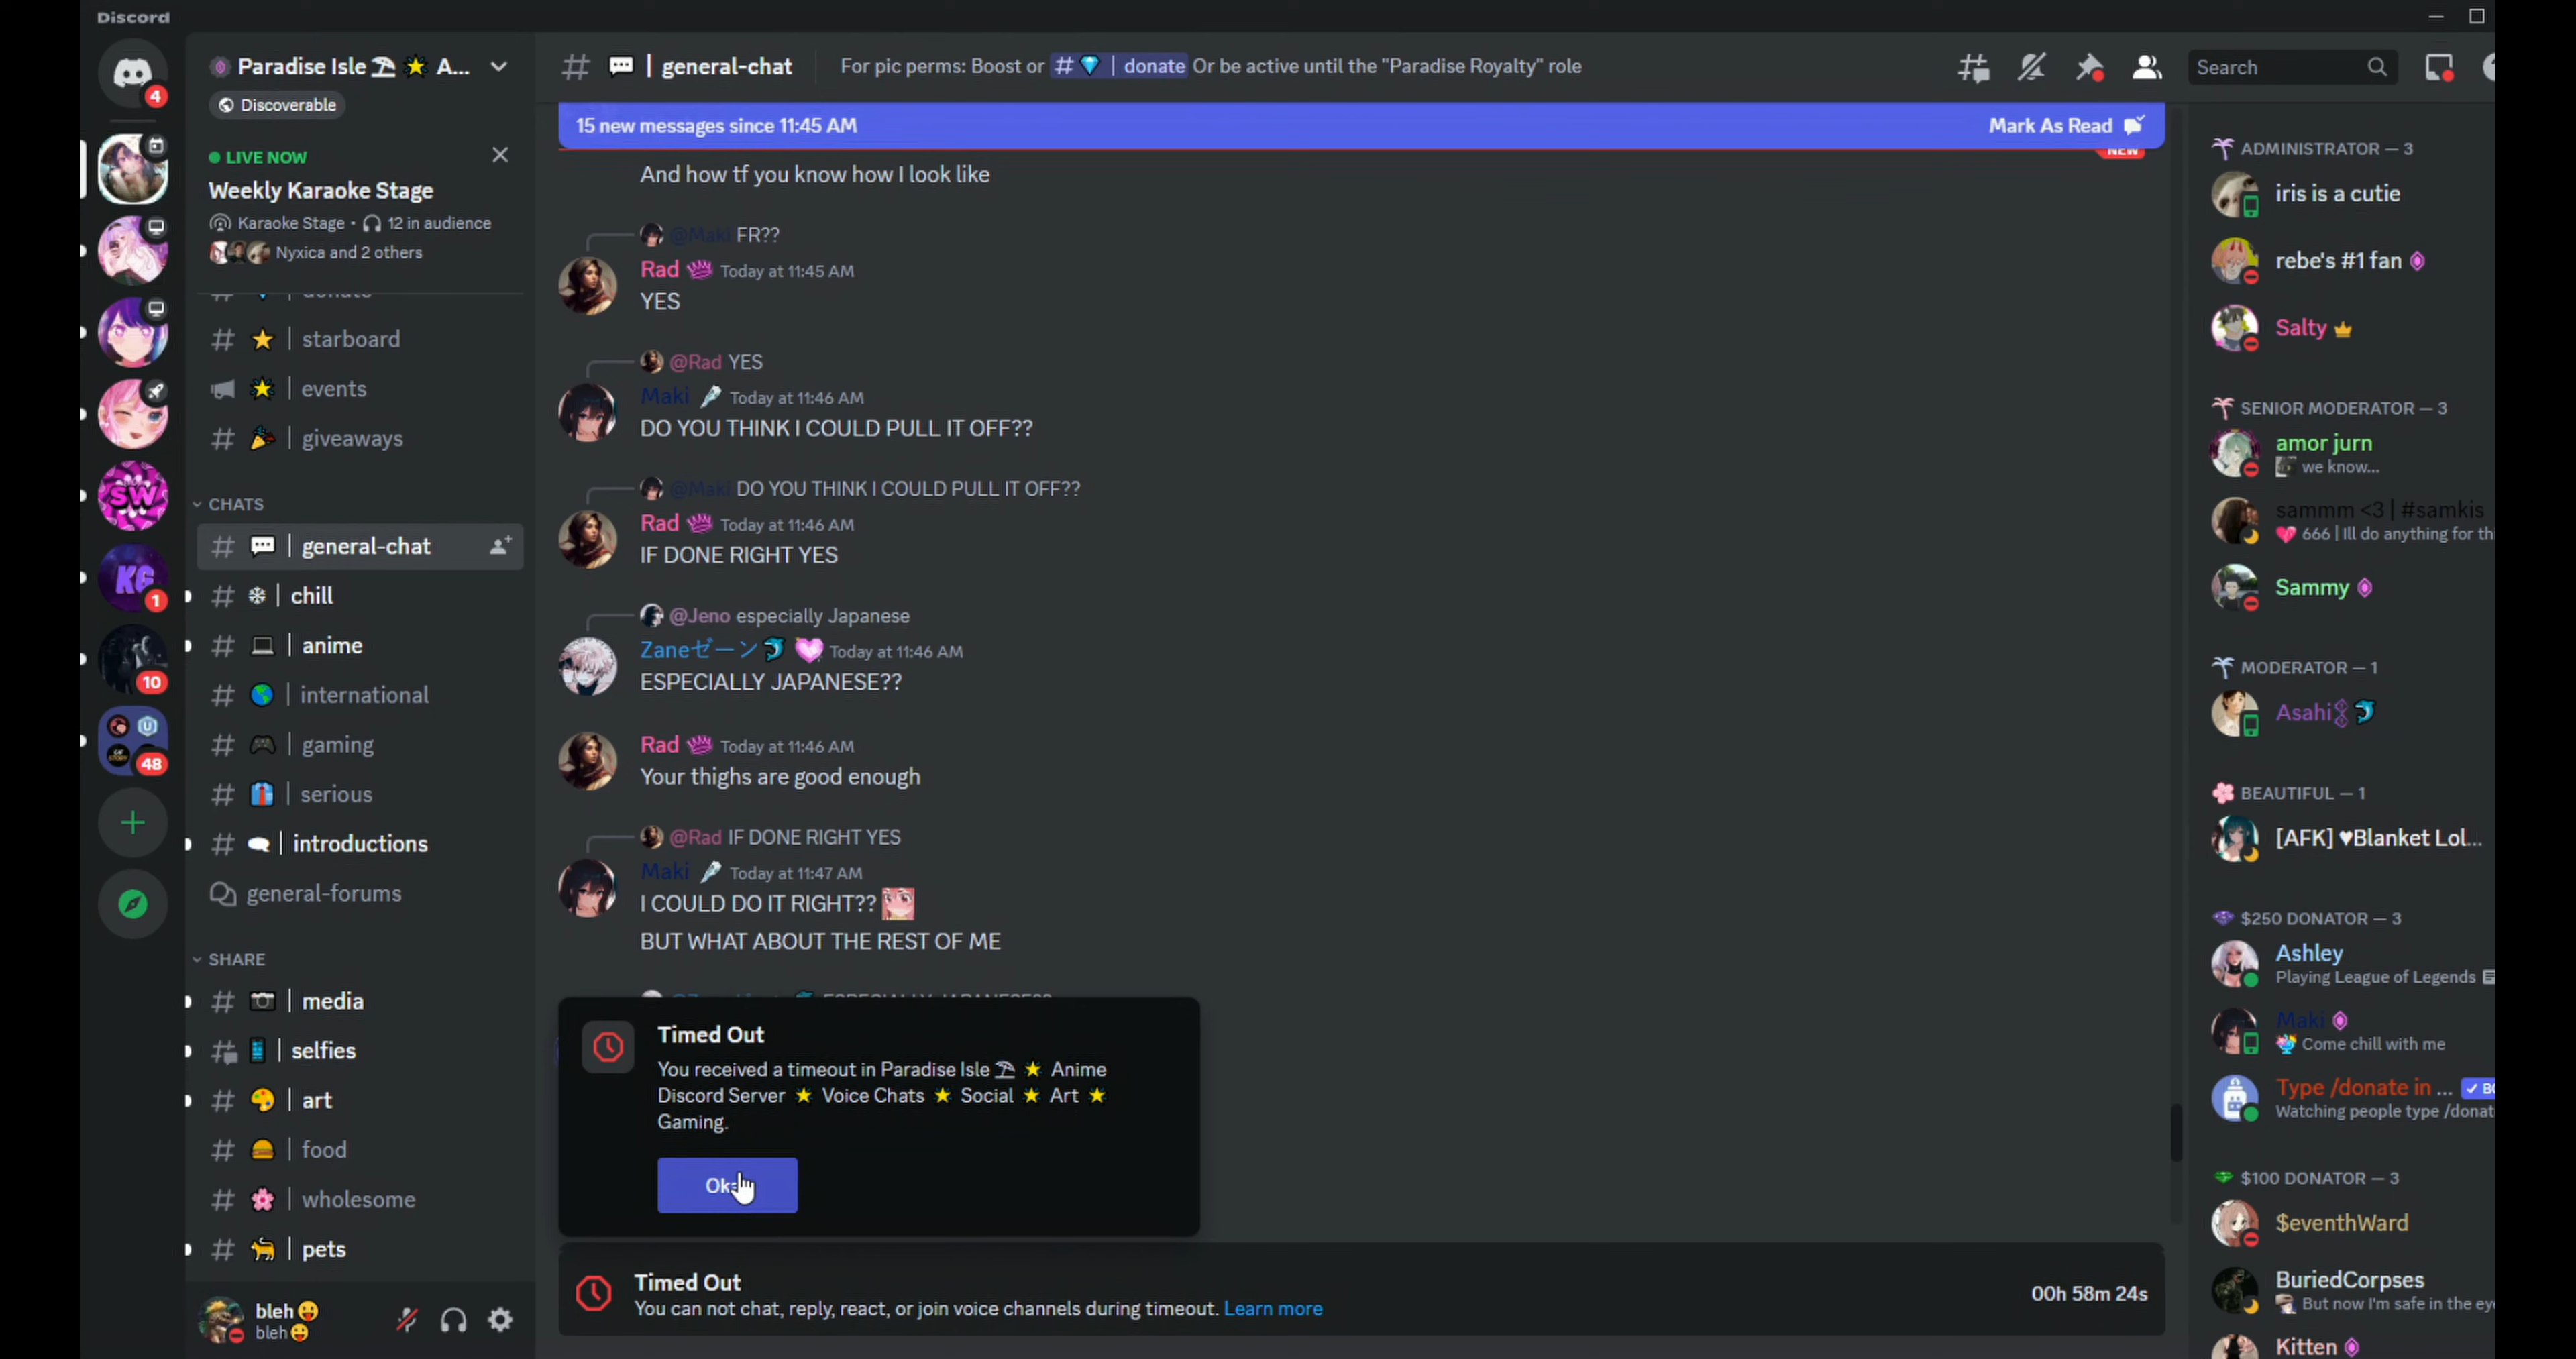 Discord
Paradise Isle A...
Discoverable
LIVE NOW
Weekly Karaoke Stage
Karaoke Stage • 12 in audience
Nyxica and 2 others
donate
starboard
events
giveaways
CHATS
general-chat
chill
anime
international
gaming
serious
introductions
general-forums
SHARE
media
selfies
art
food
wholesome
pets
bleh😛
bleh😛
4
SW
KG
1
10
48
general-chat
For pic perms: Boost or # 💎 | donate Or be active until the "Paradise Royalty" role
Search
15 new messages since 11:45 AM
Mark As Read
NEW
And how tf you know how I look like
@Maki FR??
Rad Today at 11:45 AM
YES
@Rad YES
Maki Today at 11:46 AM
DO YOU THINK I COULD PULL IT OFF??
@Maki DO YOU THINK I COULD PULL IT OFF??
Rad Today at 11:46 AM
IF DONE RIGHT YES
@Jeno especially Japanese
Zaneゼーン Today at 11:46 AM
ESPECIALLY JAPANESE??
Rad Today at 11:46 AM
Your thighs are good enough
@Rad IF DONE RIGHT YES
Maki Today at 11:47 AM
I COULD DO IT RIGHT??
BUT WHAT ABOUT THE REST OF ME
ESPECIALLY JAPANESE??
Timed Out
You received a timeout in Paradise Isle ⛱ ⭐ Anime
Discord Server ⭐ Voice Chats ⭐ Social ⭐ Art ⭐
Gaming.
Timed Out
You can not chat, reply, react, or join voice channels during timeout. Learn more
00h 58m 24s
ADMINISTRATOR — 3
iris is a cutie
rebe's #1 fan
Salty
SENIOR MODERATOR — 3
amor jurn
we know...
sammm <3 | #samkis
666 | Ill do anything for
Sammy
MODERATOR — 1
Asahi
BEAUTIFUL — 1
[AFK] ♥Blanket Lol...
$250 DONATOR — 3
Ashley
Playing League of Legends
Maki
Come chill with me
Type /donate in ...
Watching people type /donat
$100 DONATOR — 3
$eventhWard
BuriedCorpses
But now I'm safe in the
Kitten